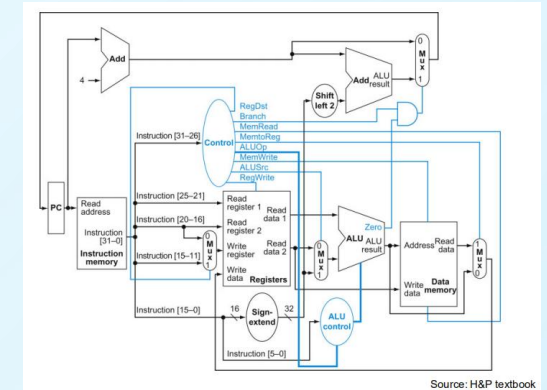 Add
4
Add ALU
result
0
Mux
1
Shift
left 2
RegDst
Branch
MemRead
MemtoReg
ALUOp
MemWrite
ALUSrc
RegWrite
Control
Instruction [31–26]
Instruction [25–21]
Instruction [20–16]
Instruction [15–11]
Instruction [15–0]
Instruction [5–0]
PC
Read
address
Instruction
[31–0]
Instruction
memory
0
Mux
1
Read
register 1
Read
register 2
Write
register
Write
data
Read
data 1
Read
data 2
Registers
0
Mux
1
Zero
ALU
ALU
result
Address
Read
data
Write
data
Data
memory
1
Mux
0
16
Sign-
extend
32
ALU
control
Source: H&P textbook